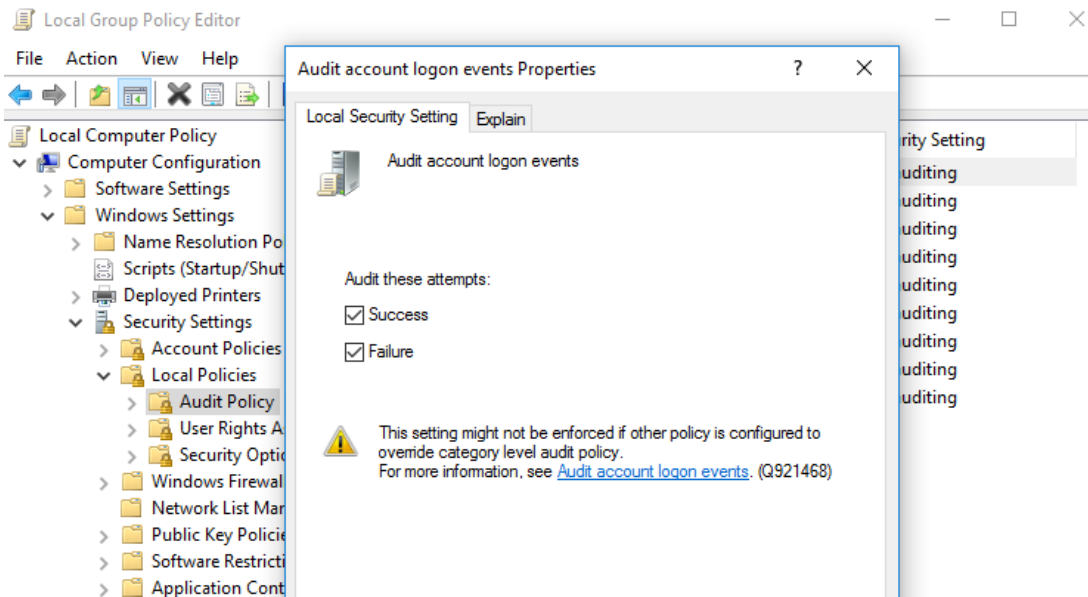 Local Group Policy Editor
File Action View Help
Local Computer Policy
Computer Configuration
Software Settings
Windows Settings
Name Resolution Po
Scripts (Startup/Shut
Deployed Printers
Security Settings
Account Policies
Local Policies
Audit Policy
User Rights A
Security Optio
Windows Firewal
Network List Mar
Public Key Policie
Software Restricti
Application Cont
Audit account logon events Properties
?
Local Security Setting Explain
Audit account logon events
Audit these attempts:
Success
Failure
This setting might not be enforced if other policy is configured to
override category level audit policy.
For more information, see Audit account logon events. (Q921468)
rity Setting
uditing
uditing
uditing
uditing
uditing
uditing
uditing
uditing
uditing